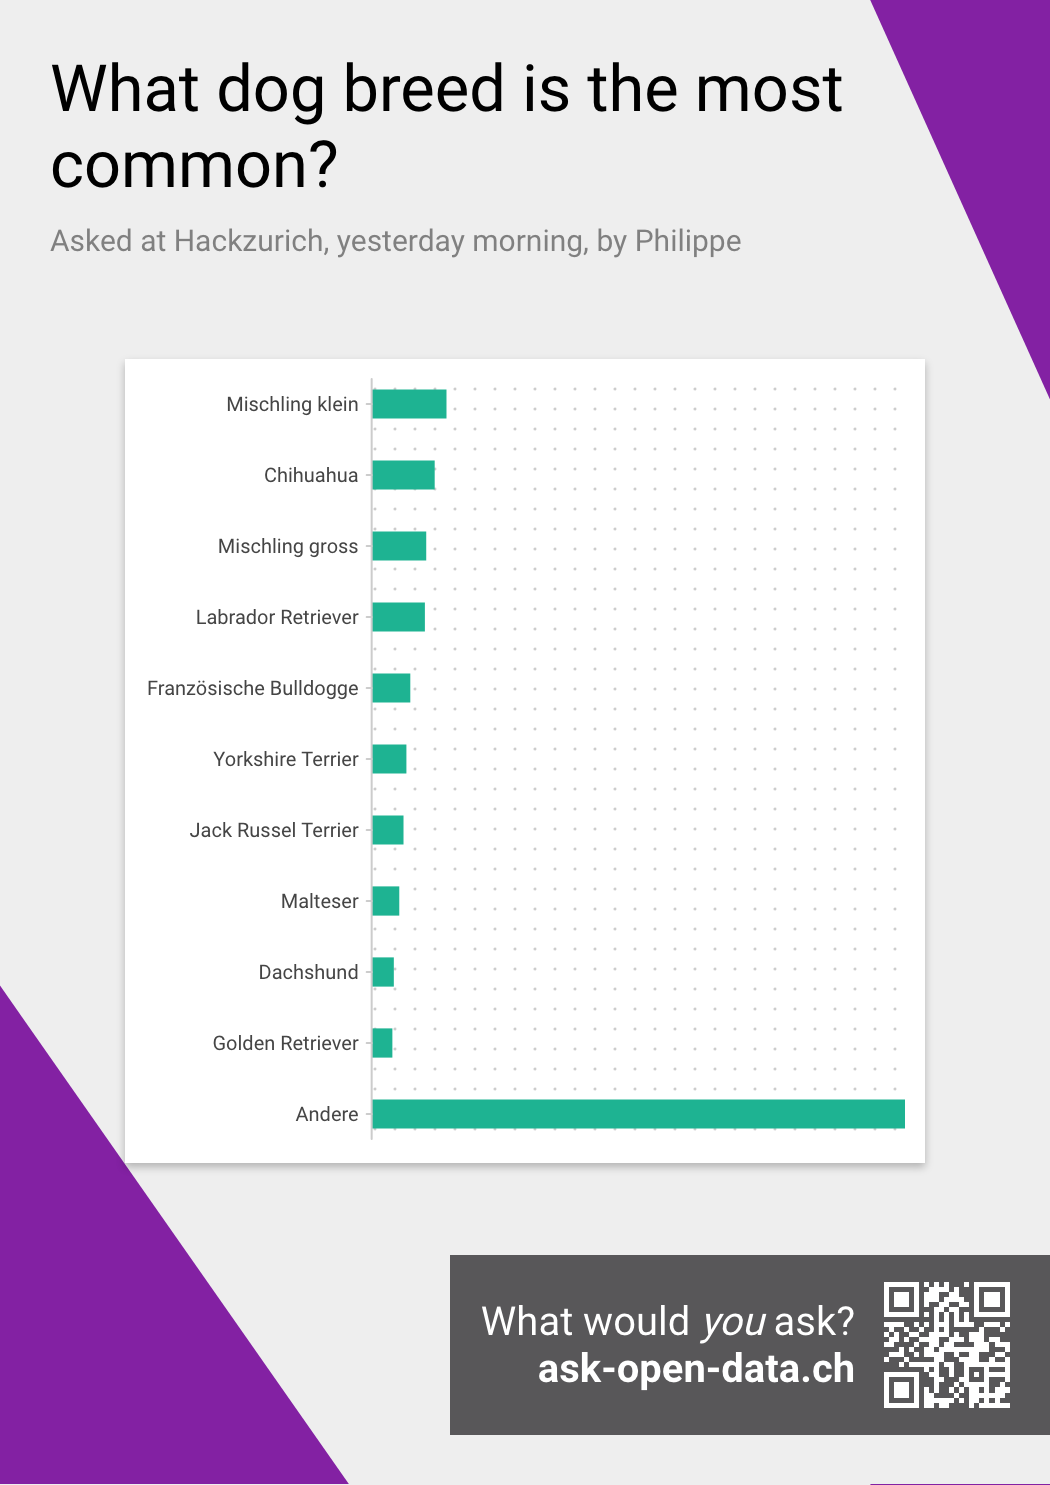 What dog breed is the most
common?
Asked at Hackzurich, yesterday morning, by Philippe
Mischling klein
Chihuahua
Mischling gross
Labrador Retriever
Französische Bulldogge
Yorkshire Terrier
Jack Russel Terrier
Malteser
Dachshund
Golden Retriever
Andere
What would you ask?
ask-open-data.ch